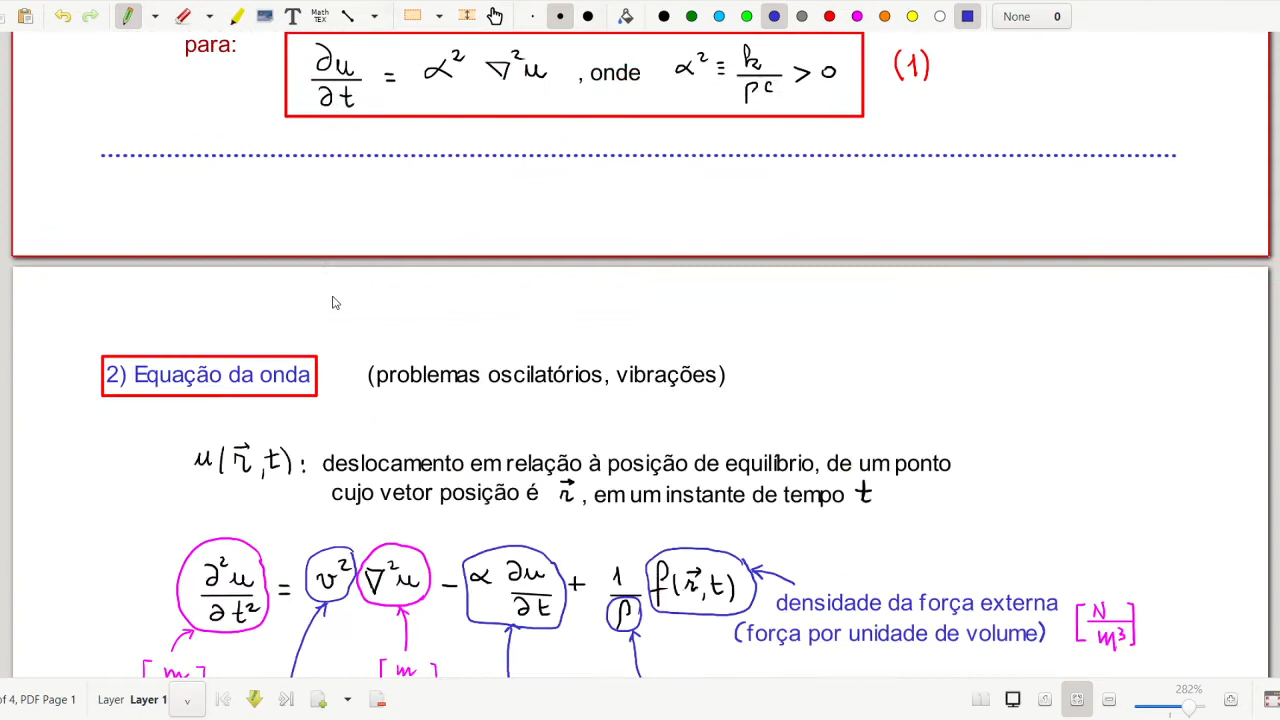 Math TEX
None 0
para: ∂u/∂t = α² ∇²u , onde α² ≡ k/ρc > 0 (1)
2) Equação da onda (problemas oscilatórios, vibrações)
u(r⃗,t): deslocamento em relação à posição de equilíbrio, de um ponto
cujo vetor posição é r⃗ , em um instante de tempo t
∂²u/∂t² = v² ∇²u − α ∂u/∂t + 1/ρ f(r⃗,t)
densidade da força externa
(força por unidade de volume) [N/m³]
[m [m
of 4, PDF Page 1 Layer Layer 1 282%